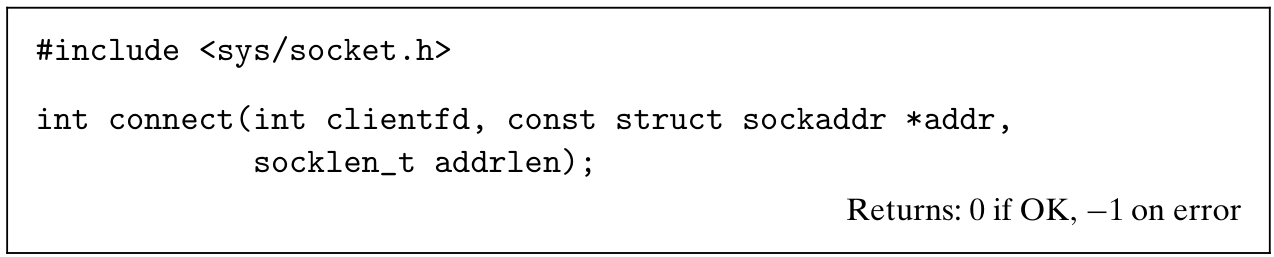 #include <sys/socket.h>
int connect(int clientfd, const struct sockaddr *addr,
socklen_t addrlen);
Returns: 0 if OK, −1 on error